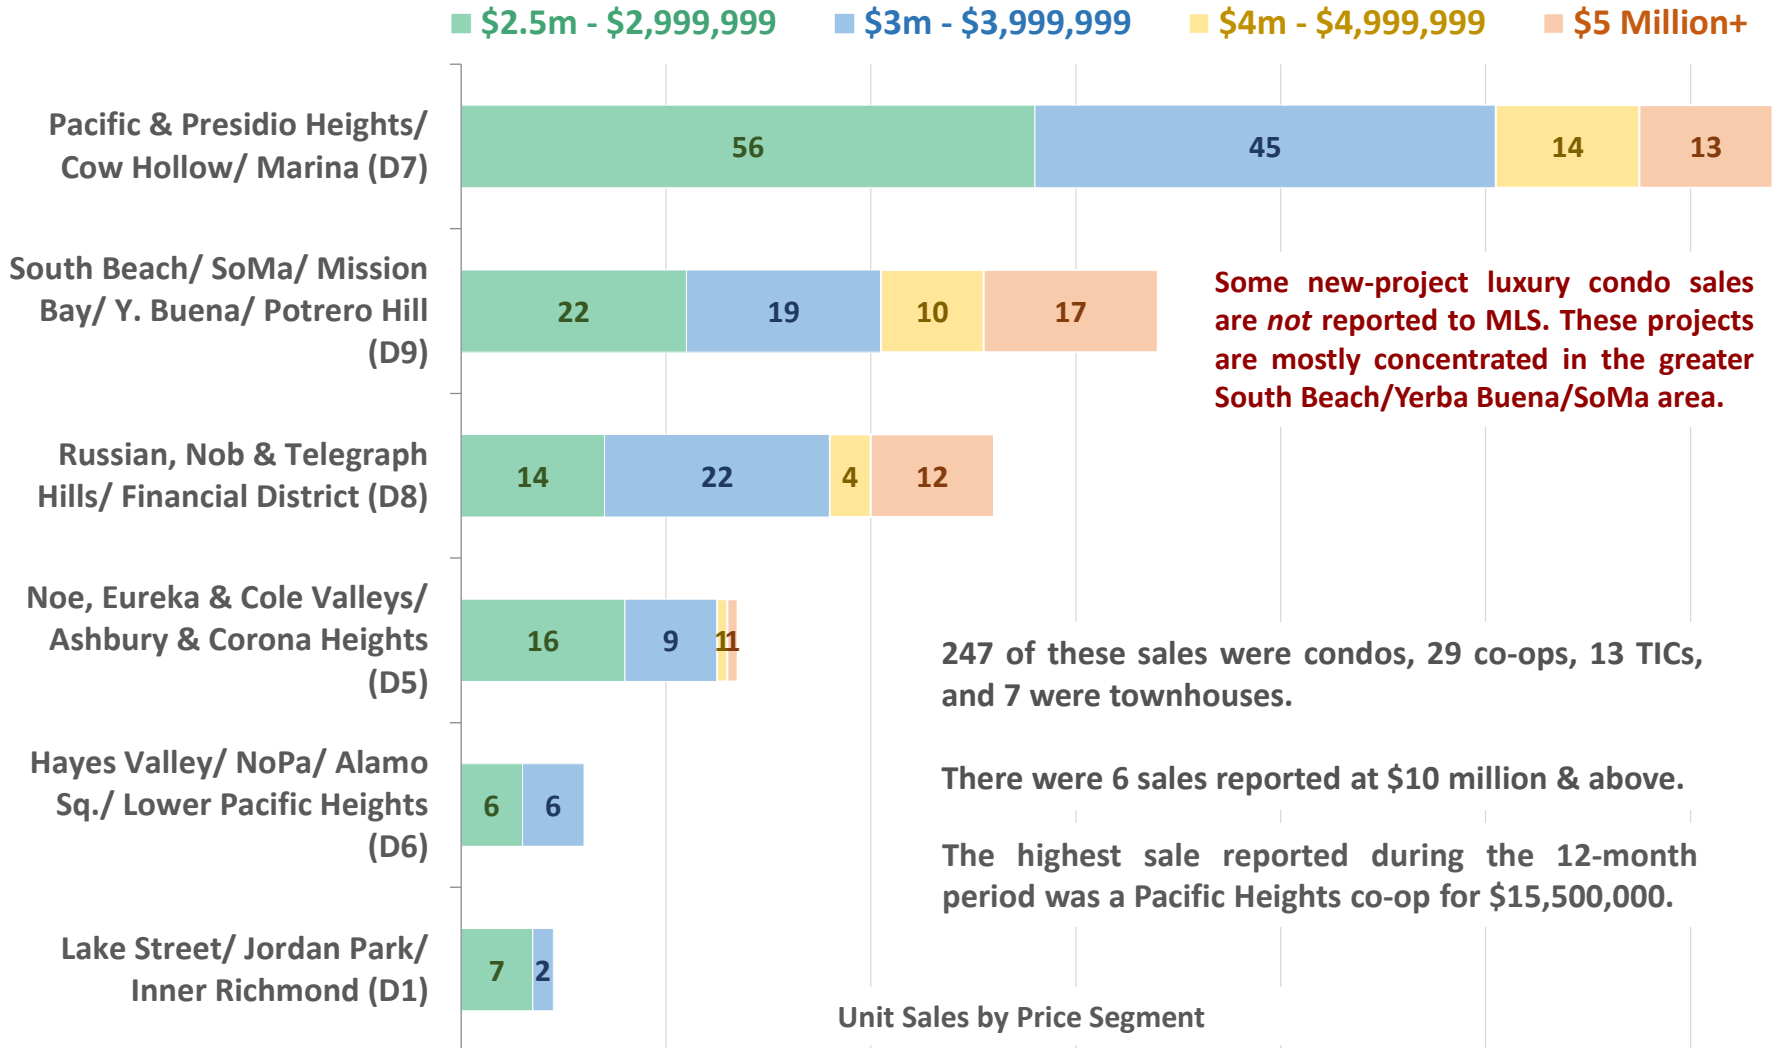 $2.5m - $2,999,999 $3m - $3,999,999 $4m - $4,999,999 $5 Million+
Pacific & Presidio Heights/
Cow Hollow/ Marina (D7)
56 45 14 13
South Beach/ SoMa/ Mission
Bay/ Y. Buena/ Potrero Hill
(D9)
22 19 10 17
Some new-project luxury condo sales
are not reported to MLS. These projects
are mostly concentrated in the greater
South Beach/Yerba Buena/SoMa area.
Russian, Nob & Telegraph
Hills/ Financial District (D8)
14 22 4 12
Noe, Eureka & Cole Valleys/
Ashbury & Corona Heights
(D5)
16 9 1 1
247 of these sales were condos, 29 co-ops, 13 TICs,
and 7 were townhouses.
Hayes Valley/ NoPa/ Alamo
Sq./ Lower Pacific Heights
(D6)
6 6
There were 6 sales reported at $10 million & above.
The highest sale reported during the 12-month
period was a Pacific Heights co-op for $15,500,000.
Lake Street/ Jordan Park/
Inner Richmond (D1)
7 2
Unit Sales by Price Segment